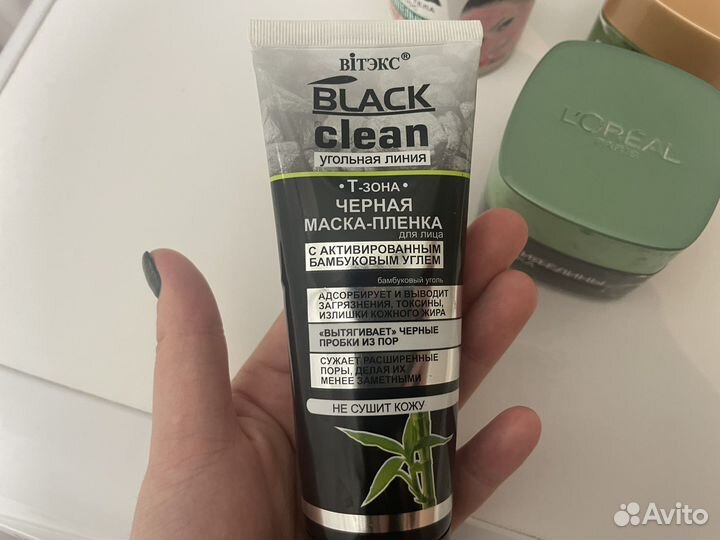 ВIТЭКС®
BLACK
clean
угольная линия
•Т-ЗОНА•
ЧЕРНАЯ
МАСКА-ПЛЕНКА
для лица
С АКТИВИРОВАННЫМ
БАМБУКОВЫМ УГЛЕМ
бамбуковый уголь
АДСОРБИРУЕТ И ВЫВОДИТ
ЗАГРЯЗНЕНИЯ, ТОКСИНЫ,
ИЗЛИШКИ КОЖНОГО ЖИРА
«ВЫТЯГИВАЕТ» ЧЕРНЫЕ
ПРОБКИ ИЗ ПОР
СУЖАЕТ РАСШИРЕННЫЕ
ПОРЫ, ДЕЛАЯ ИХ
МЕНЕЕ ЗАМЕТНЫМИ
НЕ СУШИТ КОЖУ
L'ORÉAL
PARIS
Avito